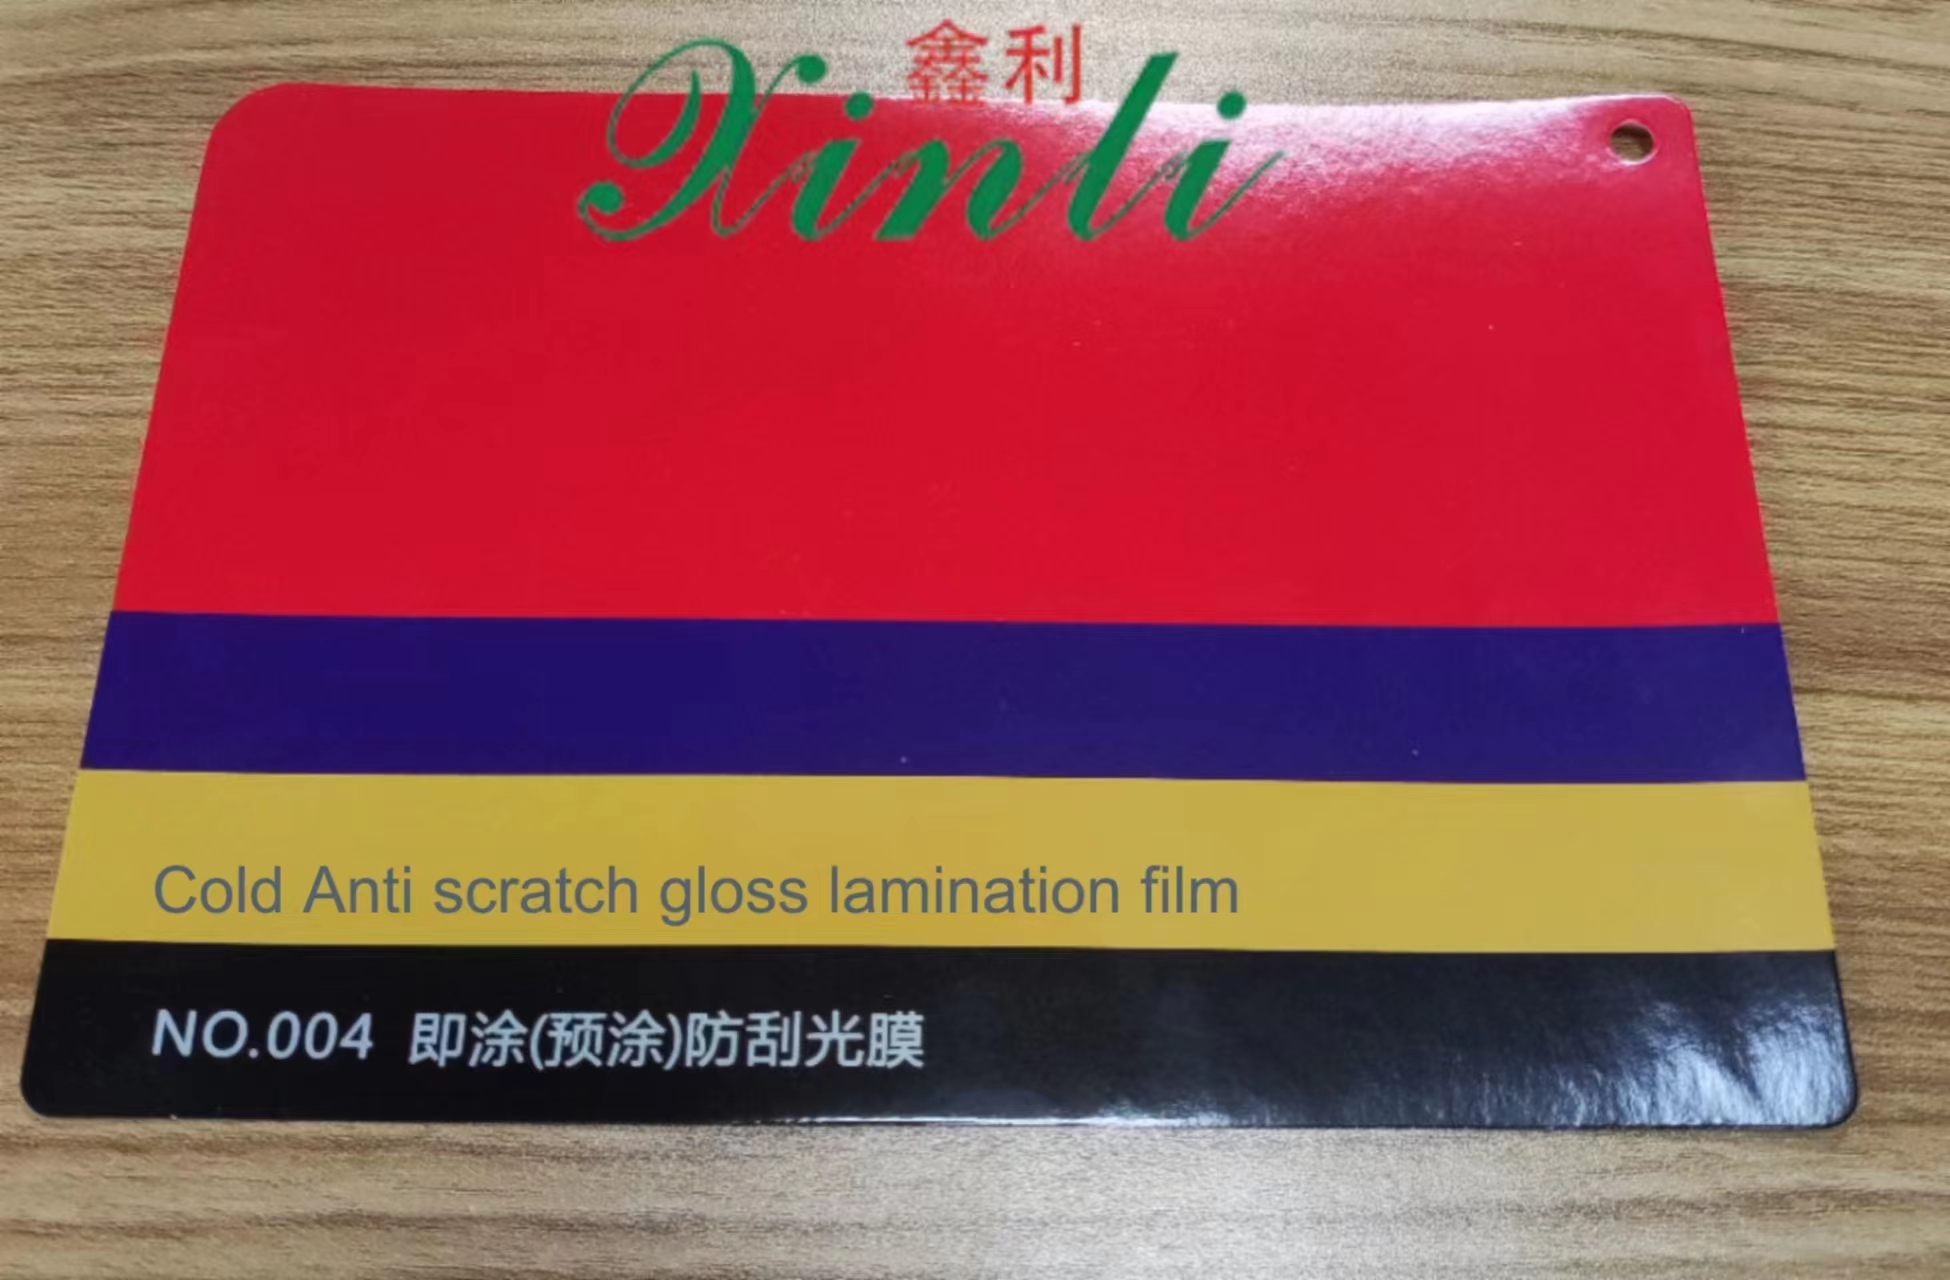 鑫利
Xinli
Cold Anti scratch gloss lamination film
NO.004 即涂(预涂)防刮光膜